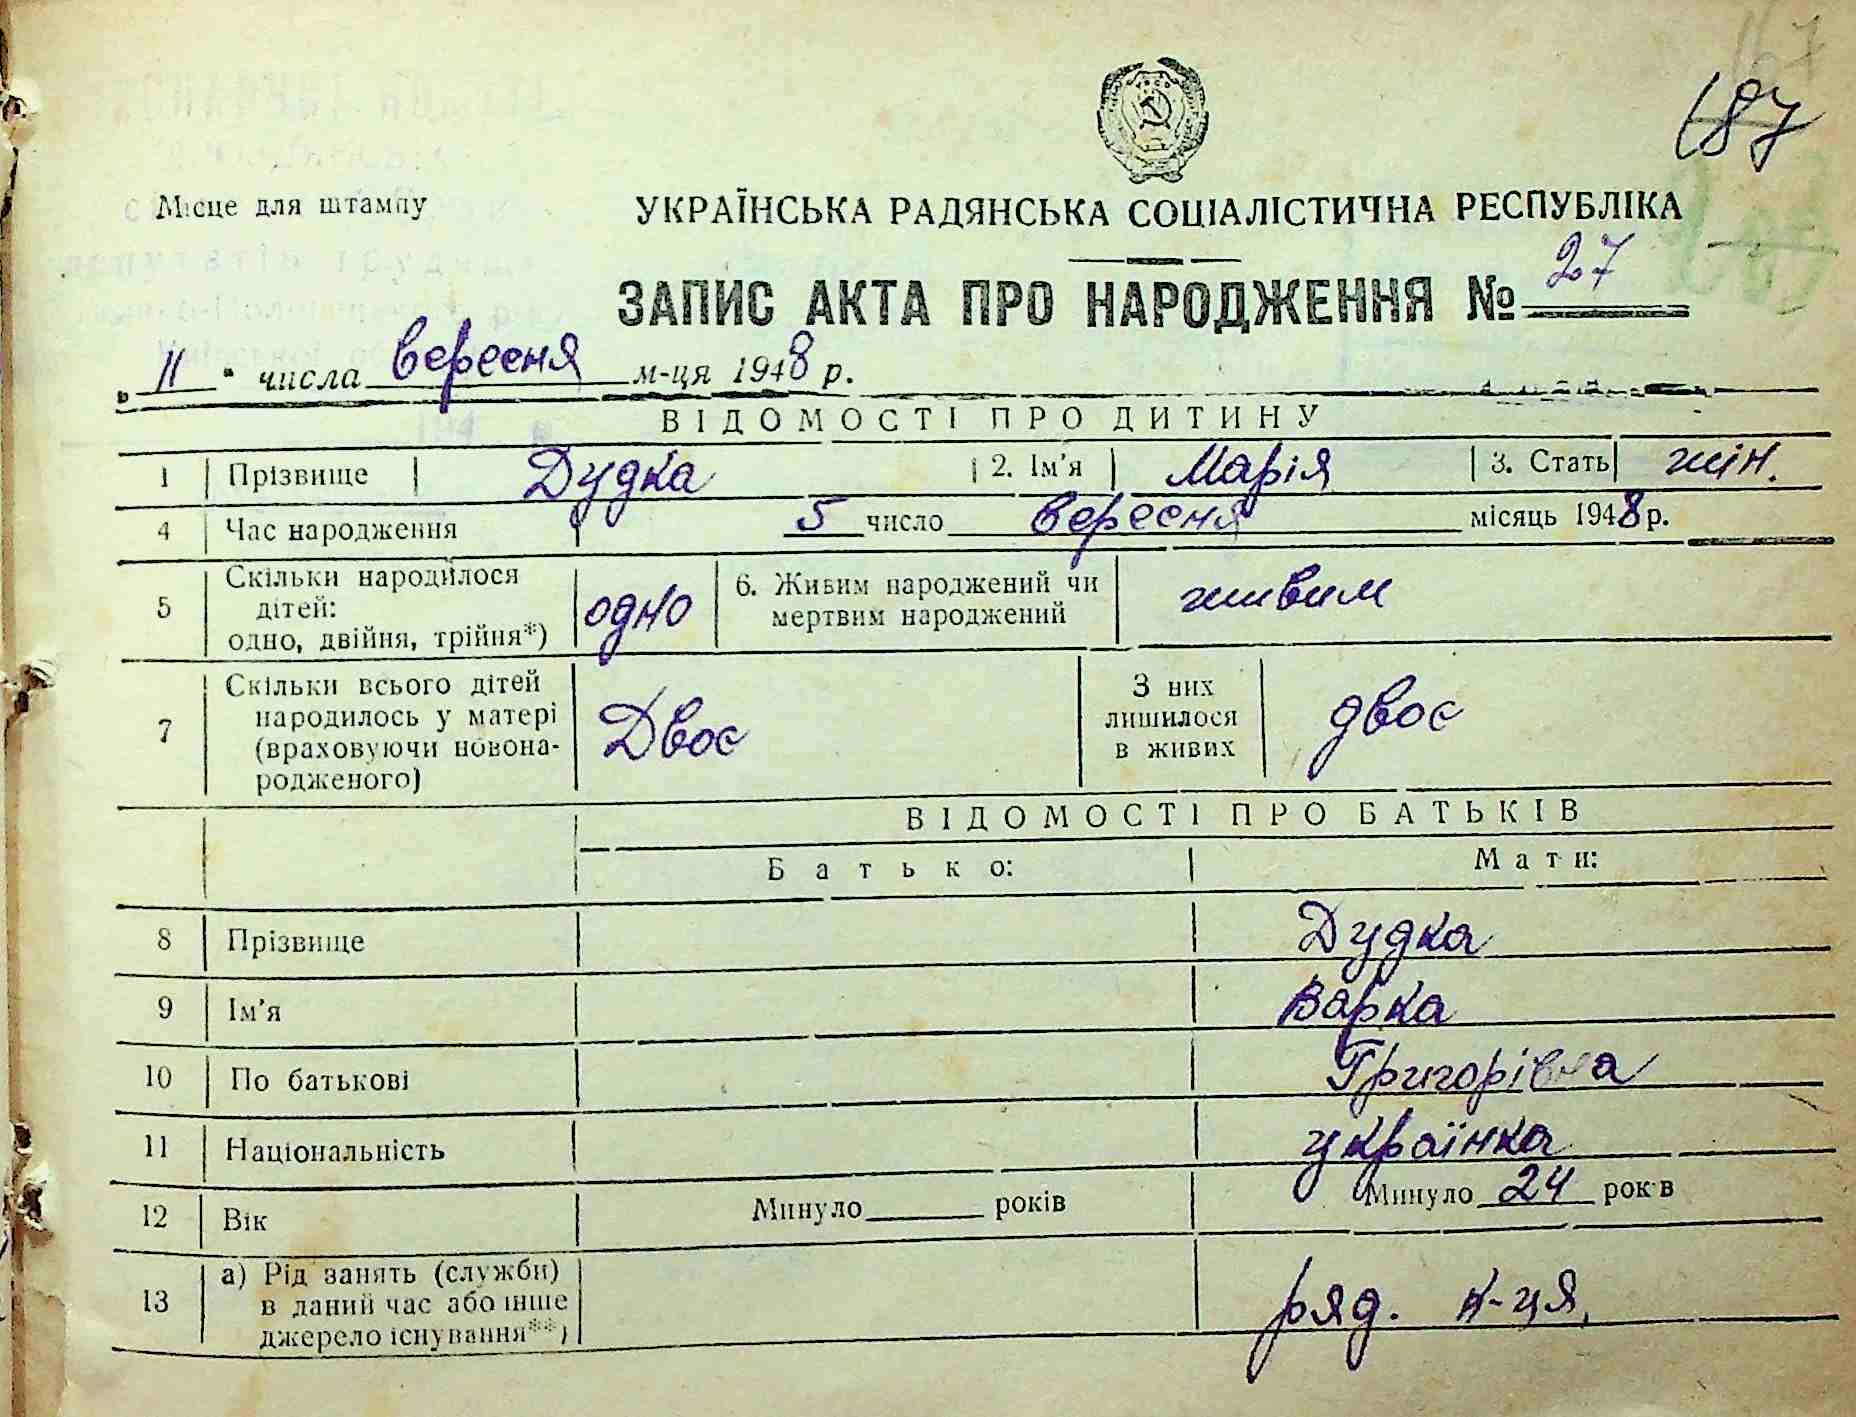 187
Місце для штампу
УКРАЇНСЬКА РАДЯНСЬКА СОЦІАЛІСТИЧНА РЕСПУБЛІКА
ЗАПИС АКТА ПРО НАРОДЖЕННЯ № 27
„11“ числа вересня м-ця 1948 р.
ВІДОМОСТІ ПРО ДИТИНУ
1 Прізвище Дудка 2. Ім'я Марія 3. Стать жін.
4 Час народження 5 число вересня місяць 1948 р.
5 Скільки народилося дітей: одно, двійня, трійня*) одно 6. Живим народжений чи мертвим народжений живим
7 Скільки всього дітей народилось у матері (враховуючи новонародженого) Двоє З них лишилося в живих двоє
ВІДОМОСТІ ПРО БАТЬКІВ
Батько: Мати:
8 Прізвище Дудка
9 Ім'я Варка
10 По батькові Григорівна
11 Національність українка
12 Вік Минуло років Минуло 24 років
13 а) Рід занять (служби) в даний час або інше джерело існування**) ряд. к-ця,